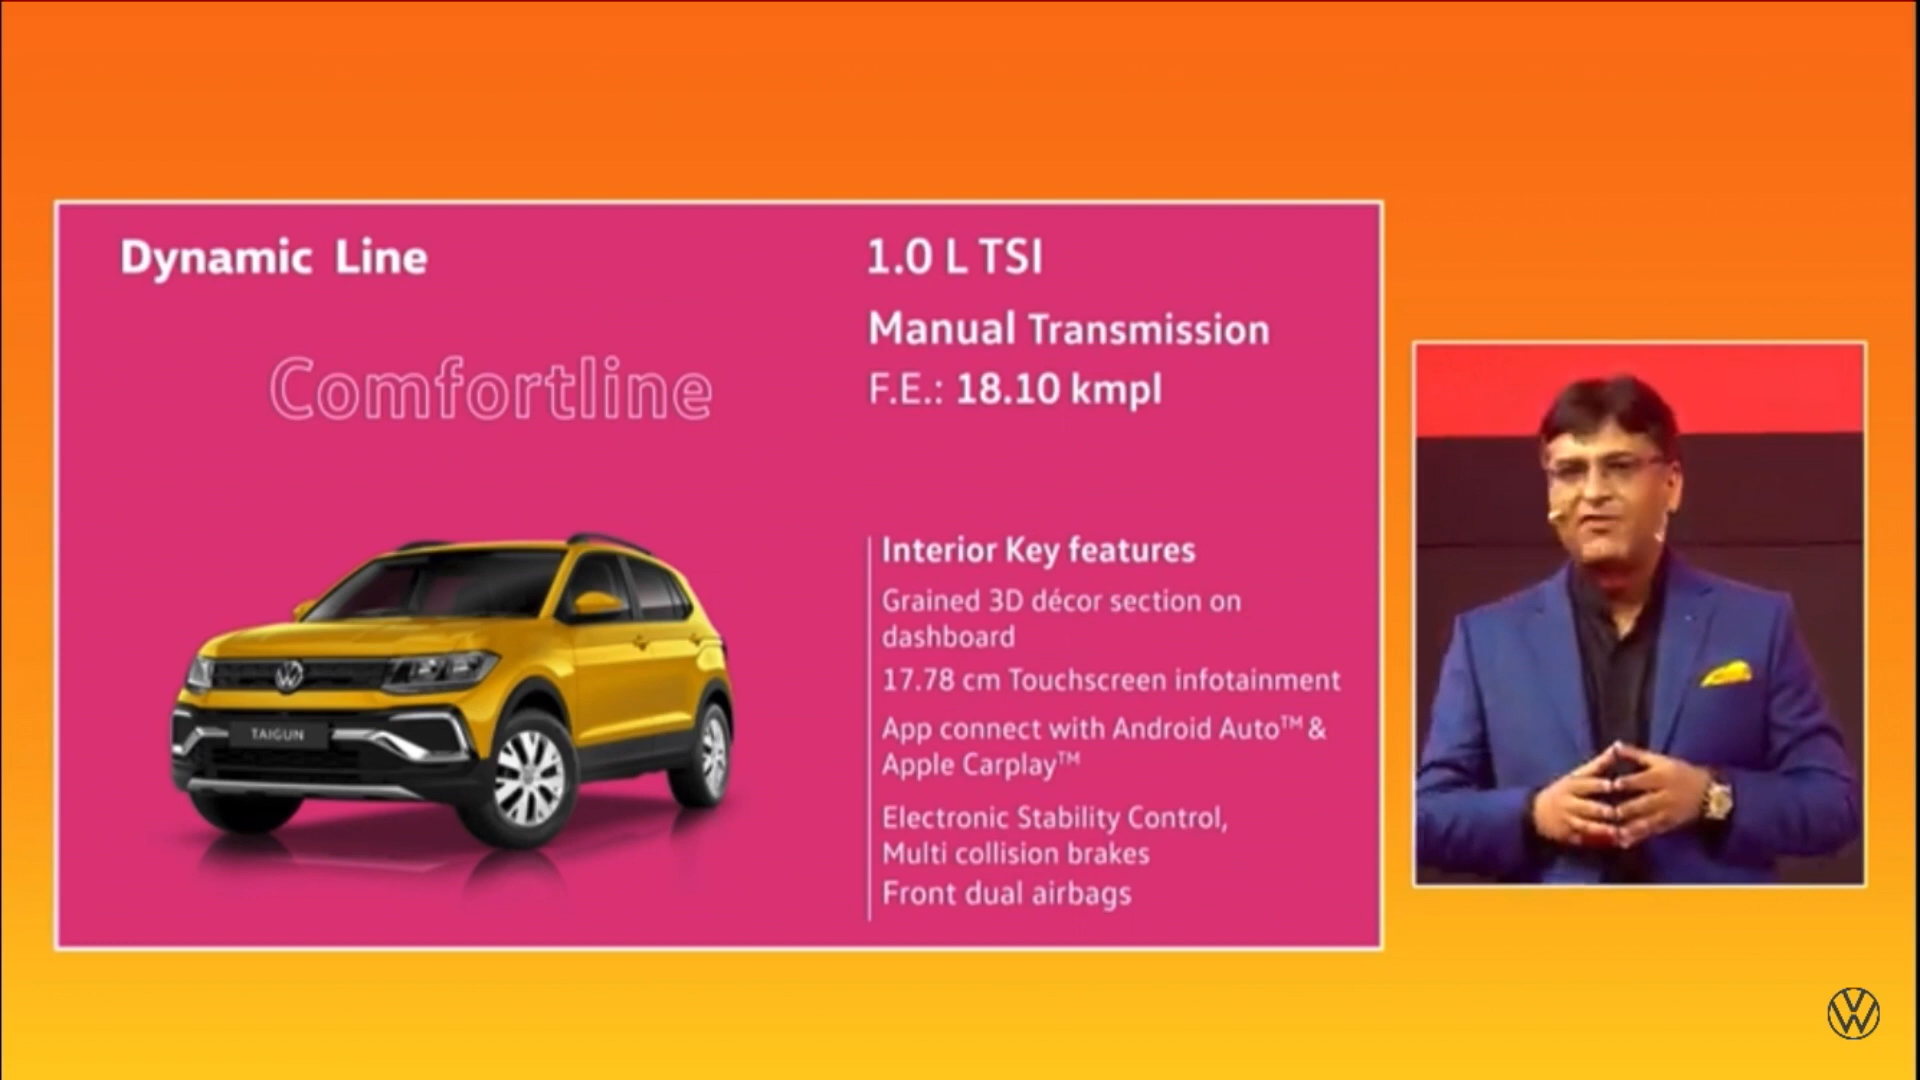 Dynamic Line
Comfortline
TAIGUN
1.0 L TSI
Manual Transmission
F.E.: 18.10 kmpl
Interior Key features
Grained 3D décor section on
dashboard
17.78 cm Touchscreen infotainment
App connect with Android Auto™ &
Apple Carplay™
Electronic Stability Control,
Multi collision brakes
Front dual airbags